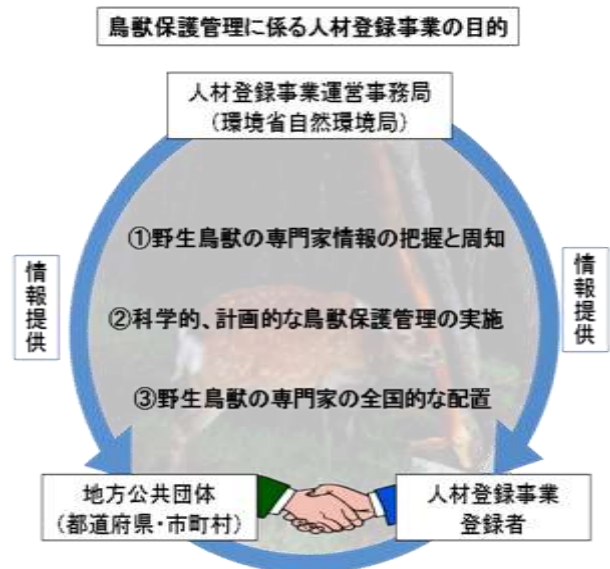 鳥獣保護管理に係る人材登録事業の目的
人材登録事業運営事務局
（環境省自然環境局）
①野生鳥獣の専門家情報の把握と周知
情報提供
情報提供
②科学的、計画的な鳥獣保護管理の実施
③野生鳥獣の専門家の全国的な配置
地方公共団体
（都道府県・市町村）
人材登録事業
登録者